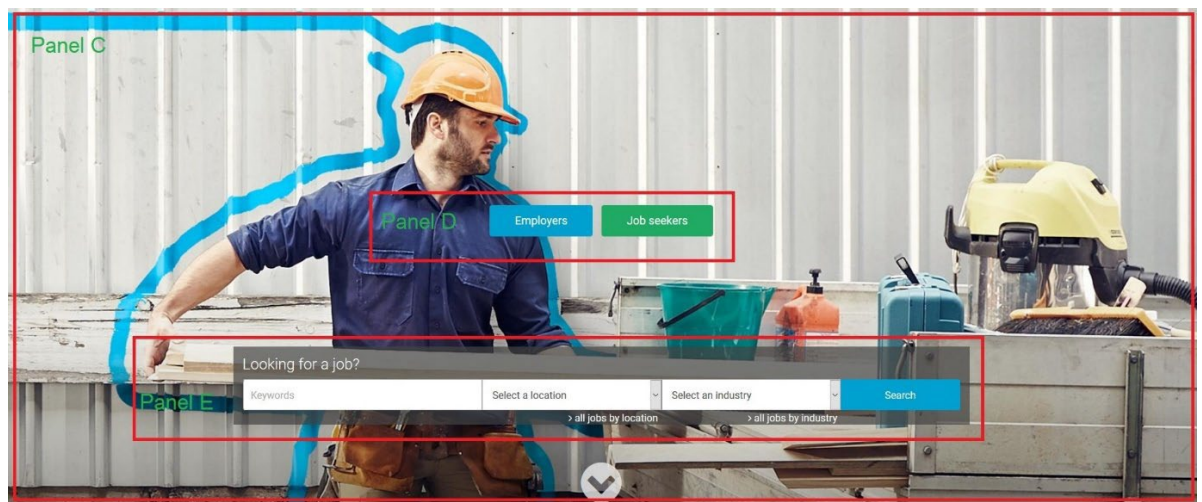 Panel C
Panel D
Employers
Job seekers
Looking for a job?
Panel E
Keywords
Select a location
Select an industry
Search
> all jobs by location
> all jobs by industry